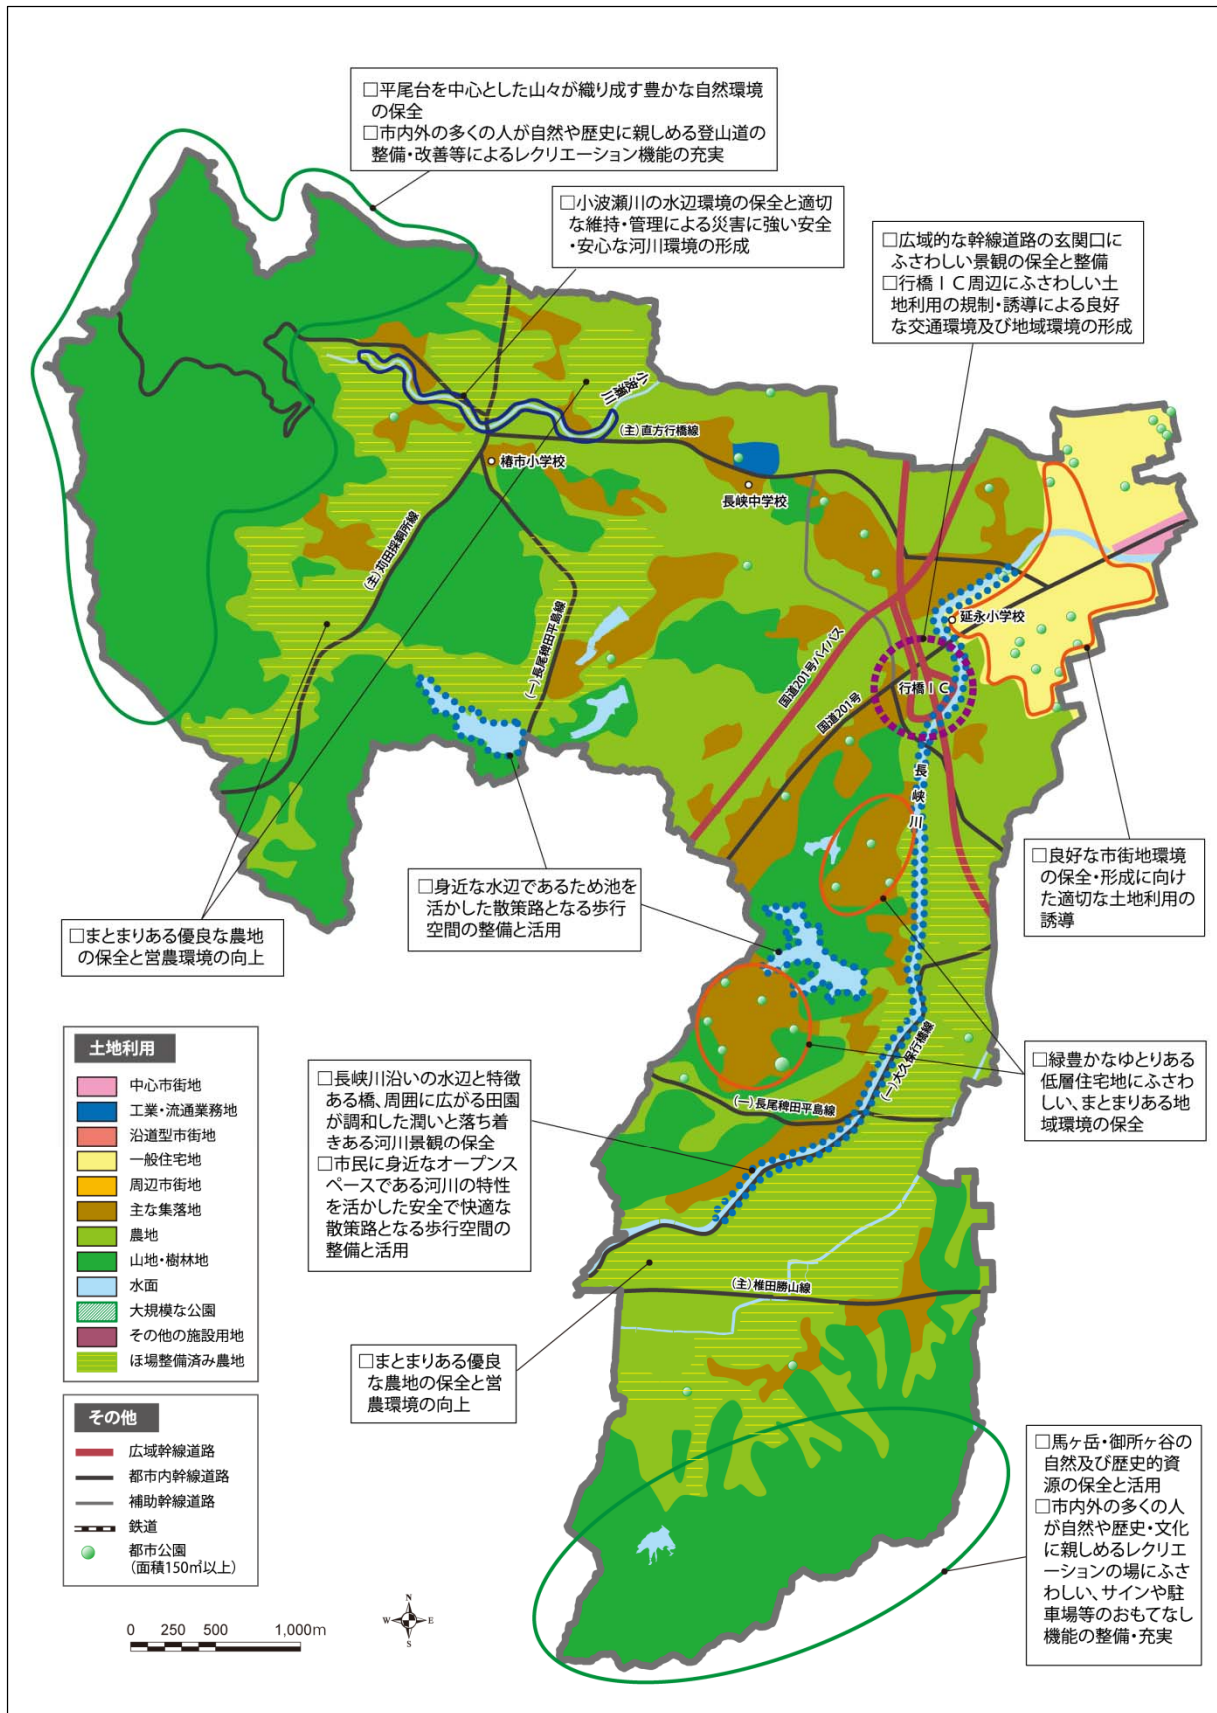 □平尾台を中心とした山々が織り成す豊かな自然環境
の保全
□市内外の多くの人が自然や歴史に親しめる登山道の
整備・改善等によるレクリエーション機能の充実
□小波瀬川の水辺環境の保全と適切
な維持・管理による災害に強い安全
・安心な河川環境の形成
□広域的な幹線道路の玄関口に
ふさわしい景観の保全と整備
□行橋ＩＣ周辺にふさわしい土
地利用の規制・誘導による良好
な交通環境及び地域環境の形成
小波瀬川
(主)直方行橋線
椿市小学校
長峡中学校
(主)苅田採銅所線
(一)長尾稗田平島線
延永小学校
国道201号バイパス
国道201号
行橋ＩＣ
長峡川
□良好な市街地環境
の保全・形成に向け
た適切な土地利用の
誘導
□身近な水辺であるため池を
活かした散策路となる歩行
空間の整備と活用
□まとまりある優良な農地
の保全と営農環境の向上
土地利用
中心市街地
工業・流通業務地
沿道型市街地
一般住宅地
周辺市街地
主な集落地
農地
山地・樹林地
水面
大規模な公園
その他の施設用地
ほ場整備済み農地
□長峡川沿いの水辺と特徴
ある橋、周囲に広がる田園
が調和した潤いと落ち着
きある河川景観の保全
□市民に身近なオープンス
ペースである河川の特性
を活かした安全で快適な
散策路となる歩行空間の
整備と活用
(一)大久保行橋線
(一)長尾稗田平島線
□緑豊かなゆとりある
低層住宅地にふさわ
しい、まとまりある地
域環境の保全
(主)椎田勝山線
□まとまりある優良
な農地の保全と営
農環境の向上
その他
広域幹線道路
都市内幹線道路
補助幹線道路
鉄道
都市公園
(面積150㎡以上)
□馬ヶ岳・御所ヶ谷の
自然及び歴史的資
源の保全と活用
□市内外の多くの人
が自然や歴史・文化
に親しめるレクリエ
ーションの場にふさ
わしい、サインや駐
車場等のおもてなし
機能の整備・充実
N
W E
S
0 250 500 1,000m